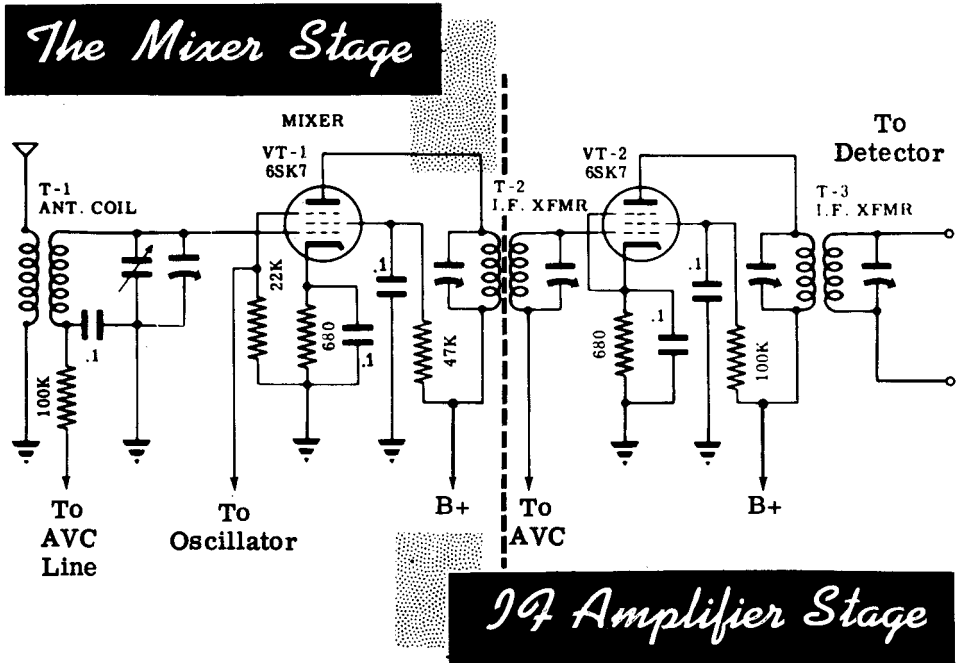 The Mixer Stage
MIXER
VT-1
6SK7
T-1
ANT. COIL
22K
680
.1
.1
47K
.1
100K
To
AVC
Line
To
Oscillator
B+
T-2
I.F. XFMR
VT-2
6SK7
To
Detector
T-3
I.F. XFMR
.1
.1
680
100K
To
AVC
B+
IF Amplifier Stage